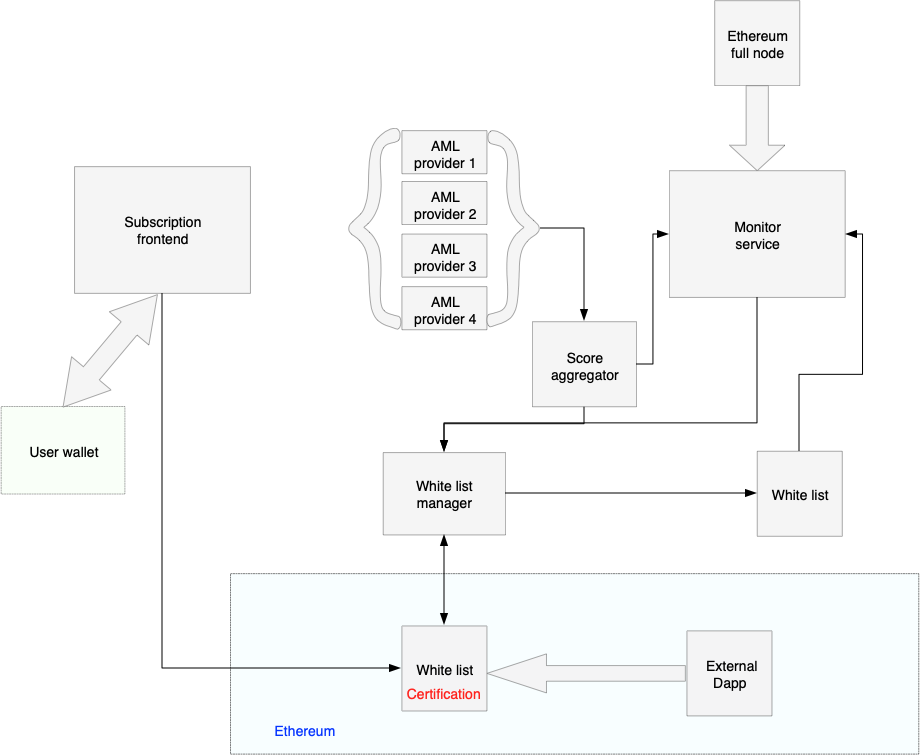 Ethereum
full node
AML
provider 1
AML
provider 2
AML
provider 3
AML
provider 4
Subscription
frontend
Monitor
service
Score
aggregator
User wallet
White list
manager
White list
White list
Certification
External
Dapp
Ethereum